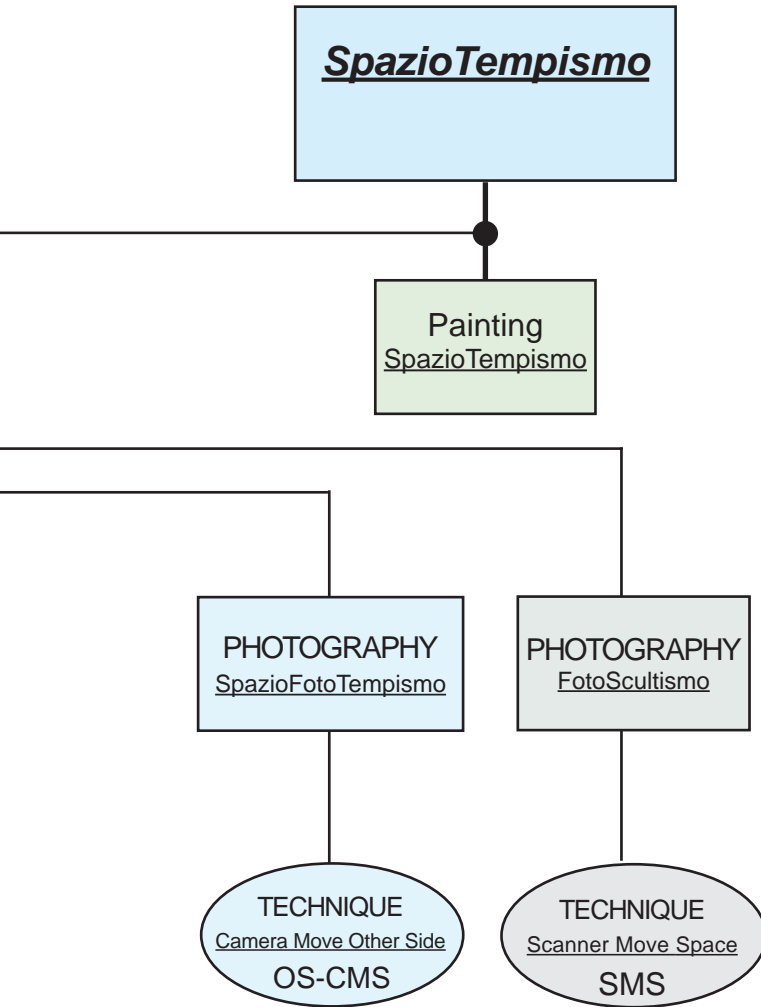 SpazioTempismo
Painting
SpazioTempismo
PHOTOGRAPHY
SpazioFotoTempismo
PHOTOGRAPHY
FotoScultismo
TECHNIQUE
Camera Move Other Side
OS-CMS
TECHNIQUE
Scanner Move Space
SMS